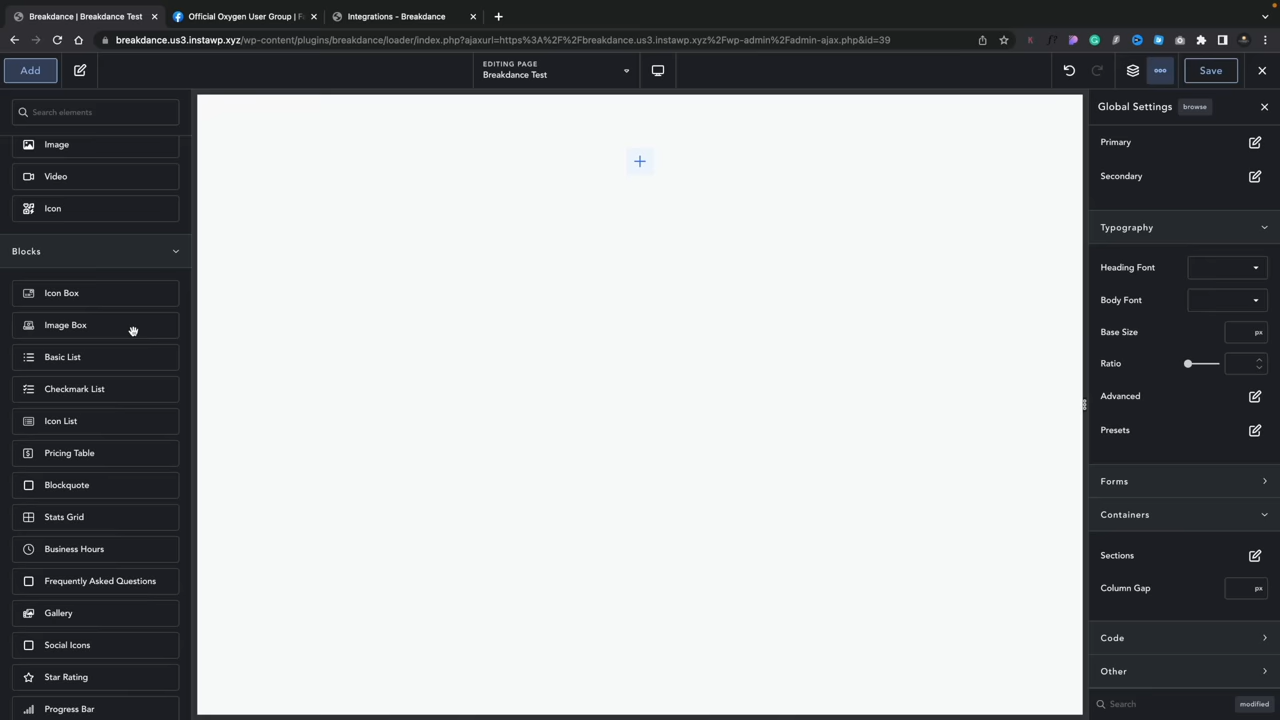 Breakdance | Breakdance Test
Official Oxygen User Group | F
Integrations – Breakdance
breakdance.us3.instawp.xyz/wp-content/plugins/breakdance/loader/index.php?ajaxurl=https%3A%2F%2Fbreakdance.us3.instawp.xyz%2Fwp-admin%2Fadmin-ajax.php&id=39
Add
EDITING PAGE
Breakdance Test
Save
Search elements
Image
Video
Icon
Blocks
Icon Box
Image Box
Basic List
Checkmark List
Icon List
Pricing Table
Blockquote
Stats Grid
Business Hours
Frequently Asked Questions
Gallery
Social Icons
Star Rating
Progress Bar
Global Settings browse
Primary
Secondary
Typography
Heading Font
Body Font
Base Size px
Ratio
Advanced
Presets
Forms
Containers
Sections
Column Gap px
Code
Other
Search modified